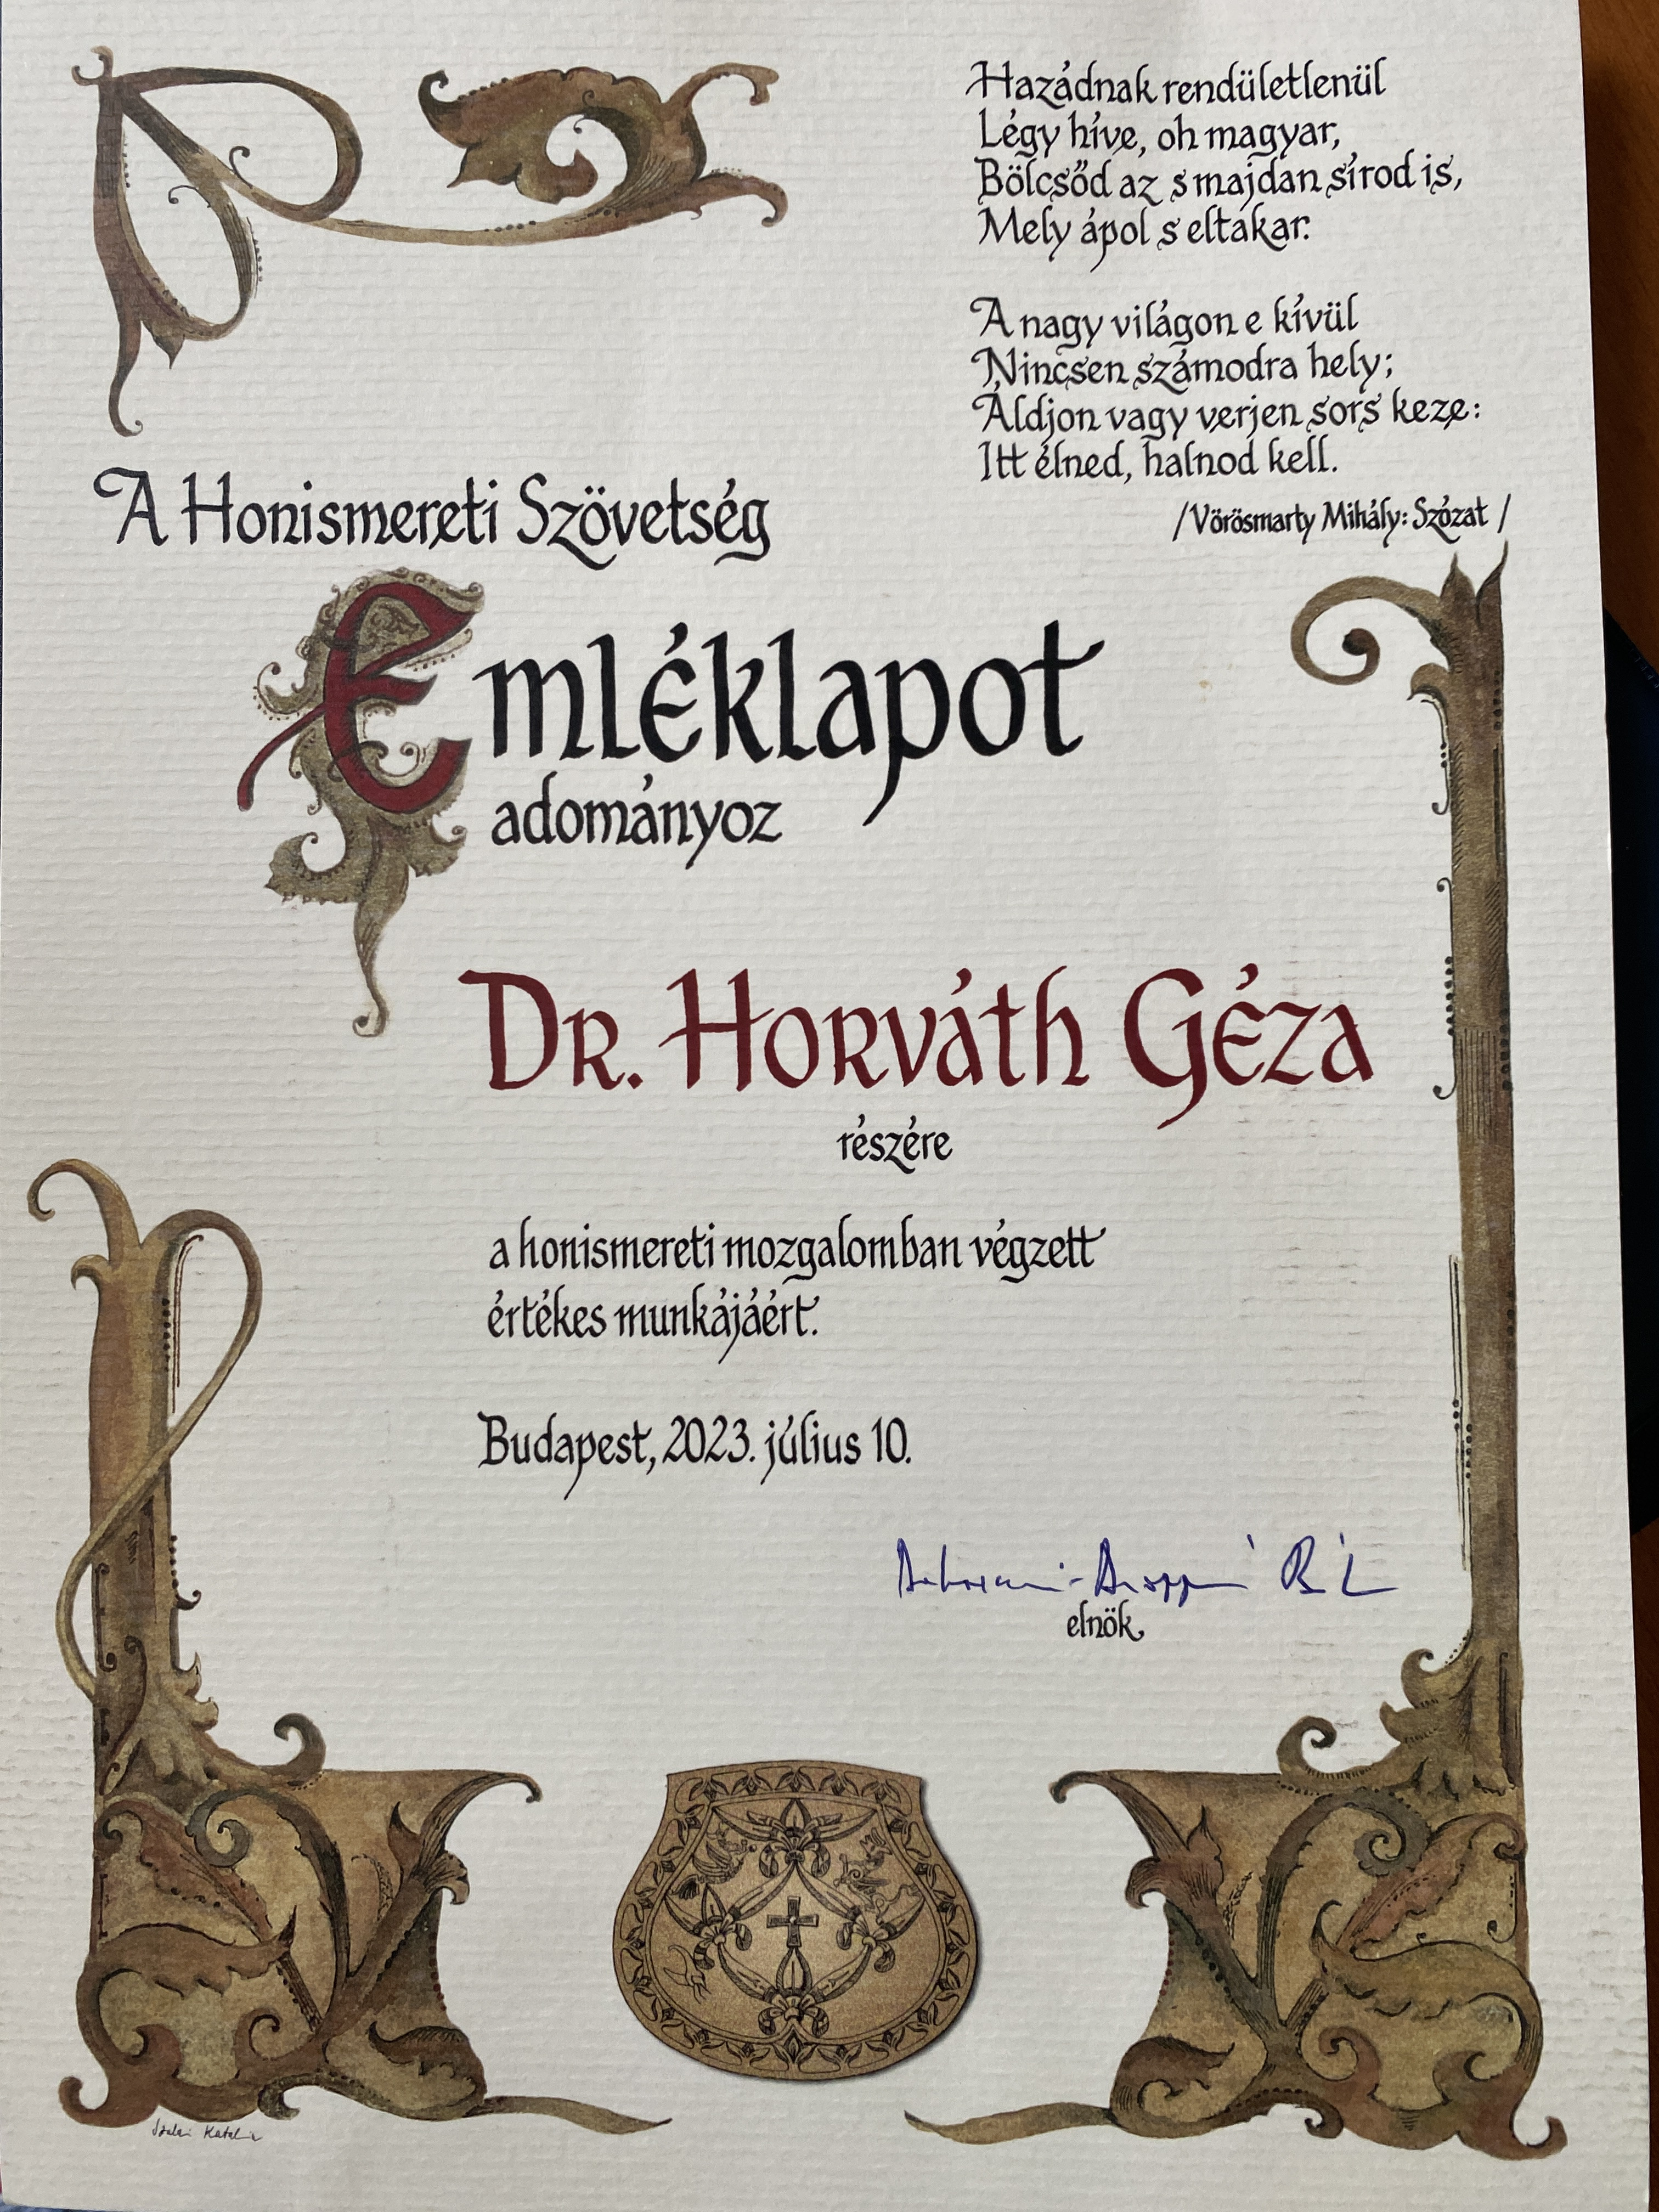 Hazádnak rendületlenül
Légy híve, oh magyar,
Bölcsőd az s majdan sírod is,
Mely ápol s eltakar.
A nagy világon e kívül
Nincsen számodra hely;
Áldjon vagy verjen sors keze:
Itt élned, halnod kell.
/Vörösmarty Mihály: Szózat /
A Honismereti Szövetség
Emléklapot
adományoz
Dr. Horváth Géza
részére
a honismereti mozgalomban végzett
értékes munkájáért.
Budapest, 2023. július 10.
elnök